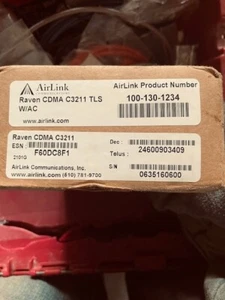 AirLink
Raven CDMA C3211 TLS
W/AC
www.airlink.com
AirLink Product Number
100-130-1234
Raven CDMA C3211
ESN :
F60DC8F1
2131G
AirLink Communications, Inc.
www.airlink.com (510) 781-9700
Dec :
Telus : 24600903409
S/N
0635160600